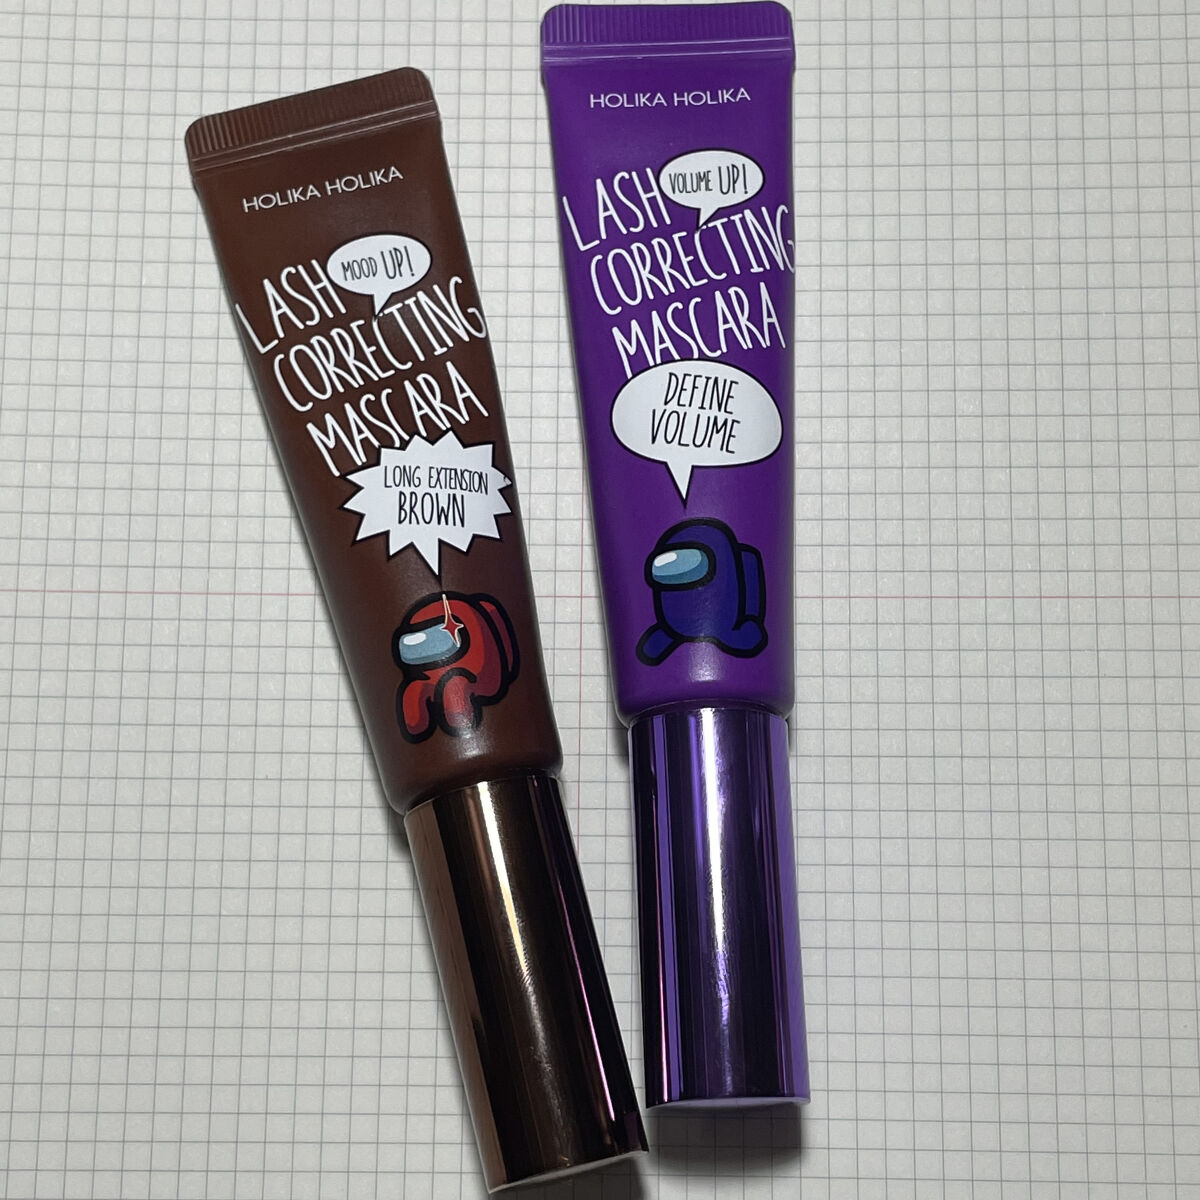 HOLIKA HOLIKA
LASH
MOOD UP!
CORRECTING
MASCARA
LONG EXTENSION
BROWN
HOLIKA HOLIKA
LASH
VOLUME UP!
CORRECTING
MASCARA
DEFINE
VOLUME